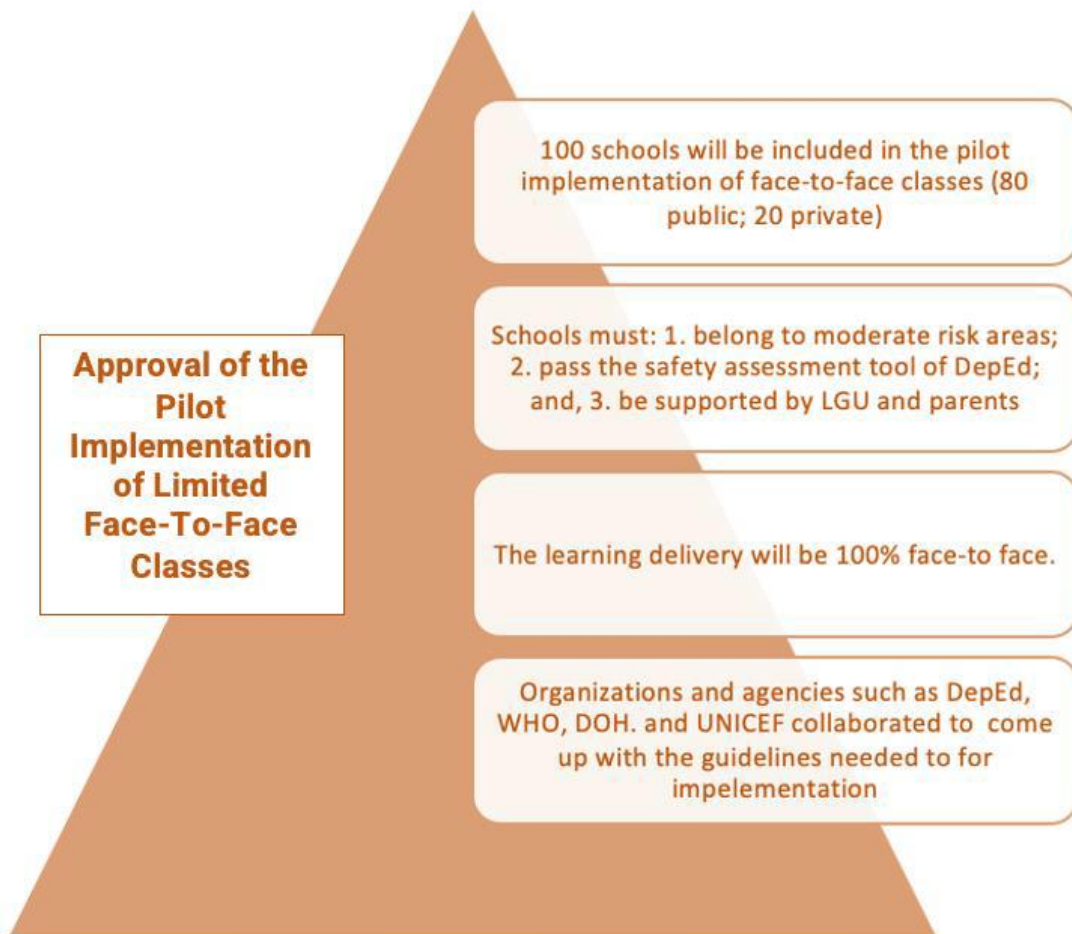 100 schools will be included in the pilot
implementation of face-to-face classes (80
public; 20 private)
Schools must: 1. belong to moderate risk areas;
2. pass the safety assessment tool of DepEd;
and, 3. be supported by LGU and parents
Approval of the
Pilot
Implementation
of Limited
Face-To-Face
Classes
The learning delivery will be 100% face-to face.
Organizations and agencies such as DepEd,
WHO, DOH. and UNICEF collaborated to come
up with the guidelines needed to for
impelementation